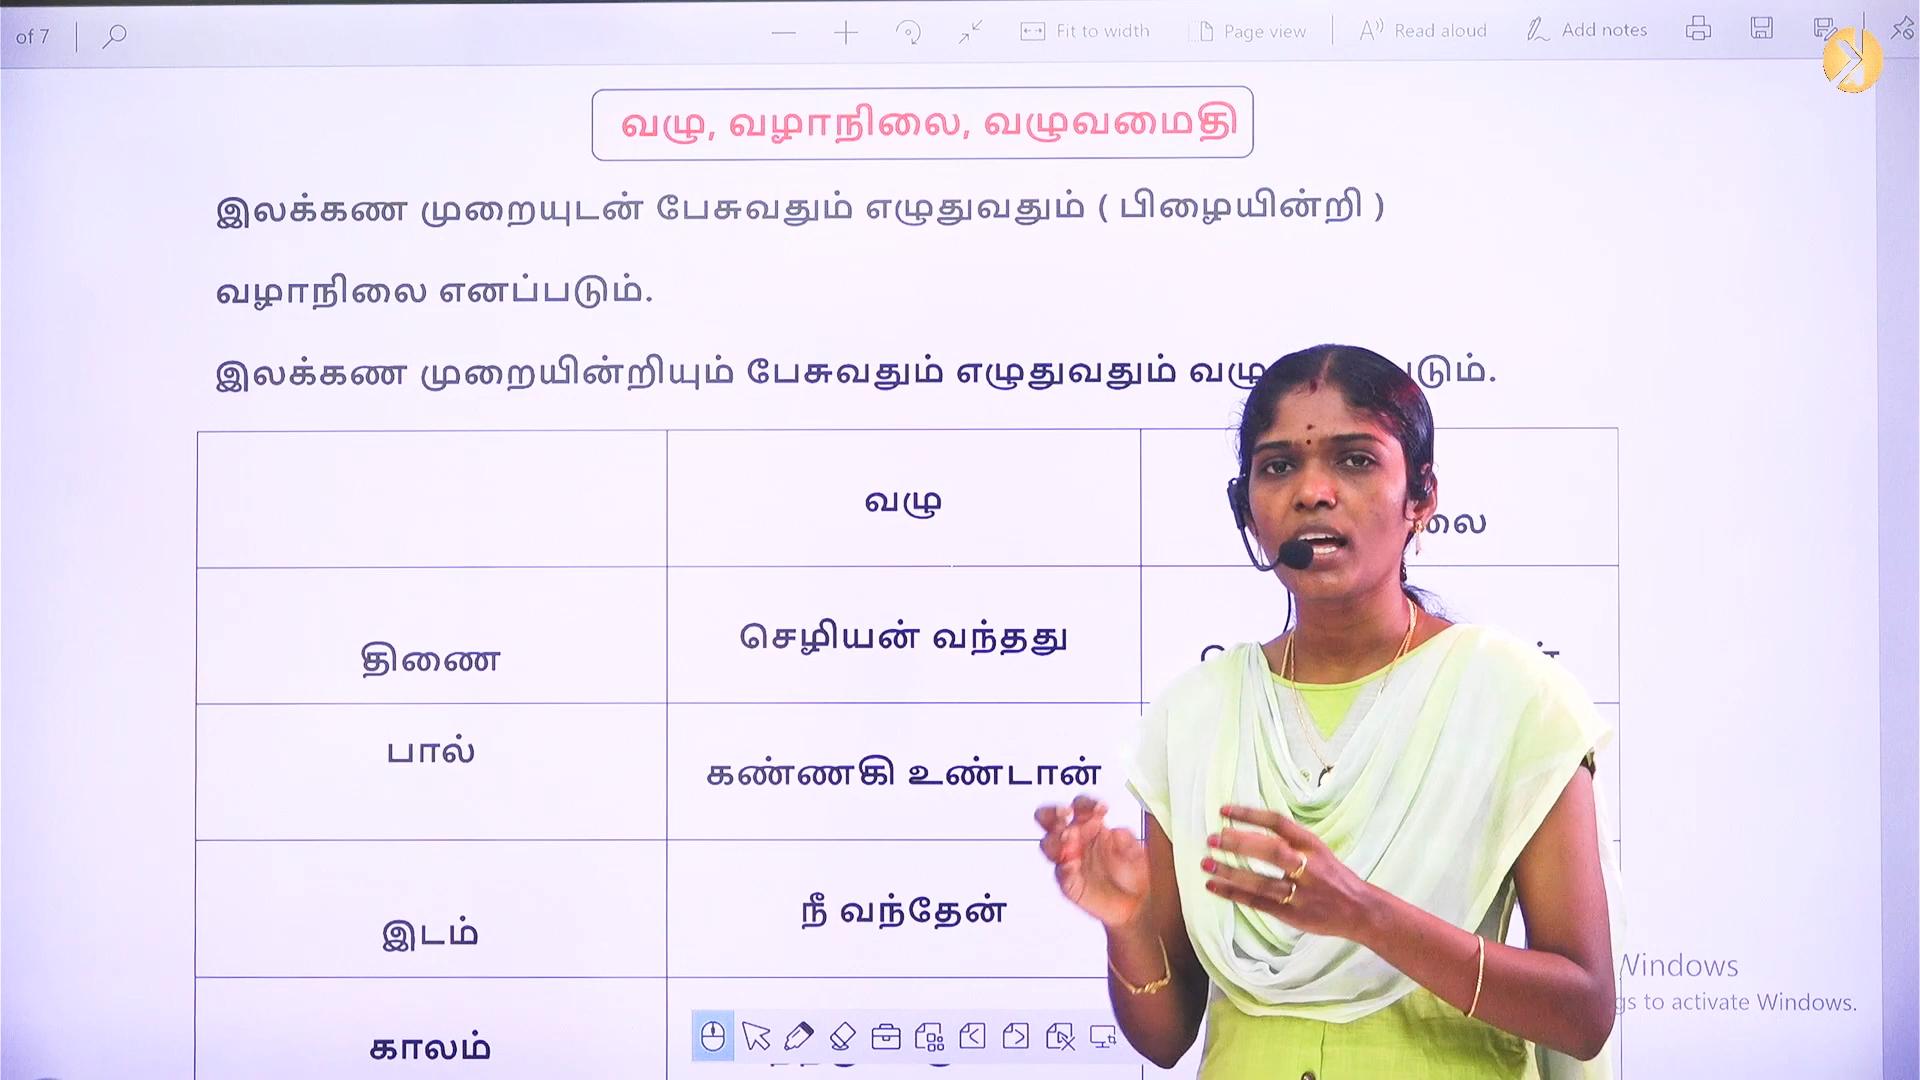 of 7
Fit to width
Page view
Read aloud
Add notes
வழு, வழாநிலை, வழுவமைதி
இலக்கண முறையுடன் பேசுவதும் எழுதுவதும் ( பிழையின்றி )
வழாநிலை எனப்படும்.
இலக்கண முறையின்றியும் பேசுவதும் எழுதுவதும் வழு
வழு
திணை
செழியன் வந்தது
பால்
கண்ணகி உண்டான்
இடம்
நீ வந்தேன்
காலம்
Windows
to activate Windows.